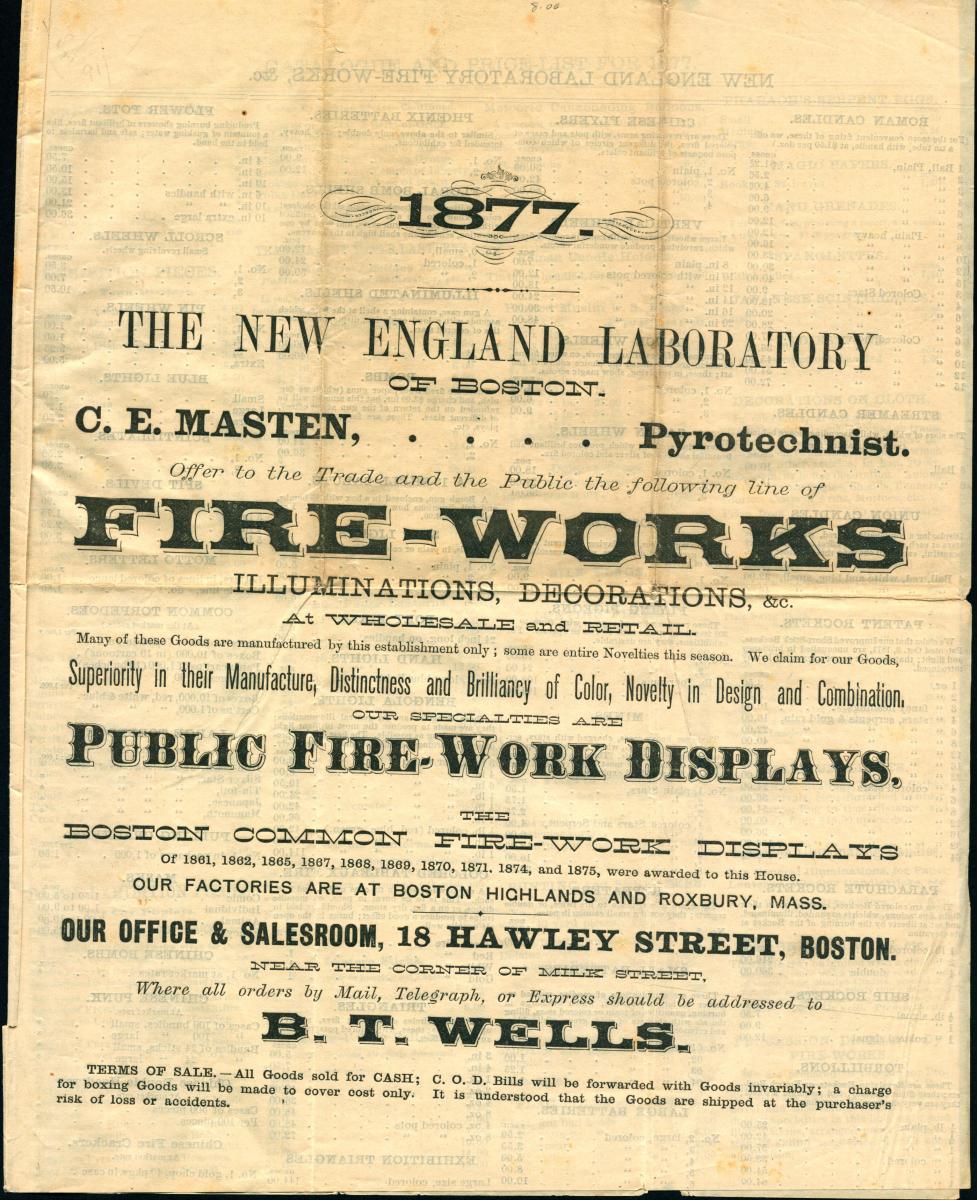 8.00
1877.
THE NEW ENGLAND LABORATORY
OF BOSTON.
C. E. MASTEN, . . . . Pyrotechnist.
Offer to the Trade and the Public the following line of
FIRE-WORKS
ILLUMINATIONS, DECORATIONS, &c.
At WHOLESALE and RETAIL.
Many of these Goods are manufactured by this establishment only; some are entire Novelties this season. We claim for our Goods,
Superiority in their Manufacture, Distinctness and Brilliancy of Color, Novelty in Design and Combination.
OUR SPECIALTIES ARE
PUBLIC FIRE-WORK DISPLAYS,
THE
BOSTON COMMON FIRE-WORK DISPLAYS
Of 1861, 1862, 1865, 1867, 1868, 1869, 1870, 1871. 1874, and 1875, were awarded to this House.
OUR FACTORIES ARE AT BOSTON HIGHLANDS AND ROXBURY, MASS.
OUR OFFICE & SALESROOM, 18 HAWLEY STREET, BOSTON.
NEAR THE CORNER OF MILK STREET,
Where all orders by Mail, Telegraph, or Express should be addressed to
B. T. WELLS.
TERMS OF SALE.—All Goods sold for CASH; C. O. D. Bills will be forwarded with Goods invariably; a charge
for boxing Goods will be made to cover cost only. It is understood that the Goods are shipped at the purchaser's
risk of loss or accidents.